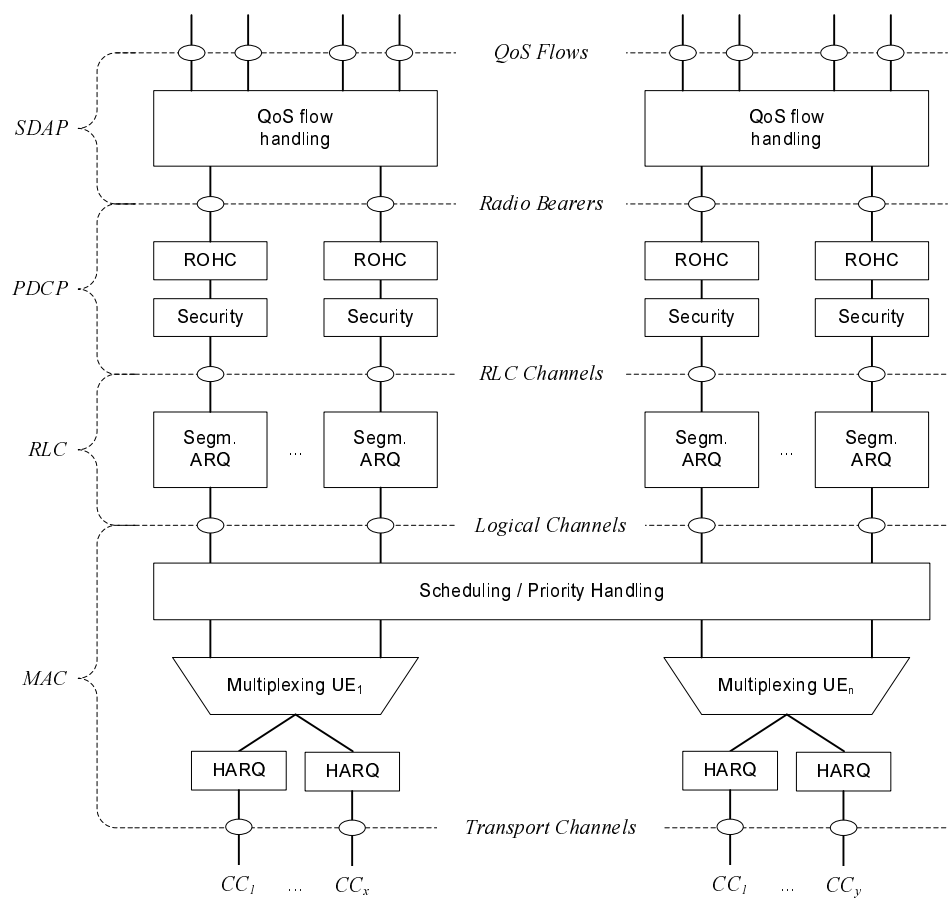 QoS Flows
QoS flow
handling
QoS flow
handling
SDAP
Radio Bearers
ROHC ROHC ROHC ROHC
PDCP
Security Security Security Security
RLC Channels
Segm.
ARQ
...
Segm.
ARQ
Segm.
ARQ
...
Segm.
ARQ
RLC
Logical Channels
Scheduling / Priority Handling
MAC
Multiplexing UE₁ Multiplexing UEₙ
HARQ HARQ HARQ HARQ
Transport Channels
CC₁ ... CCₓ CC₁ ... CCy